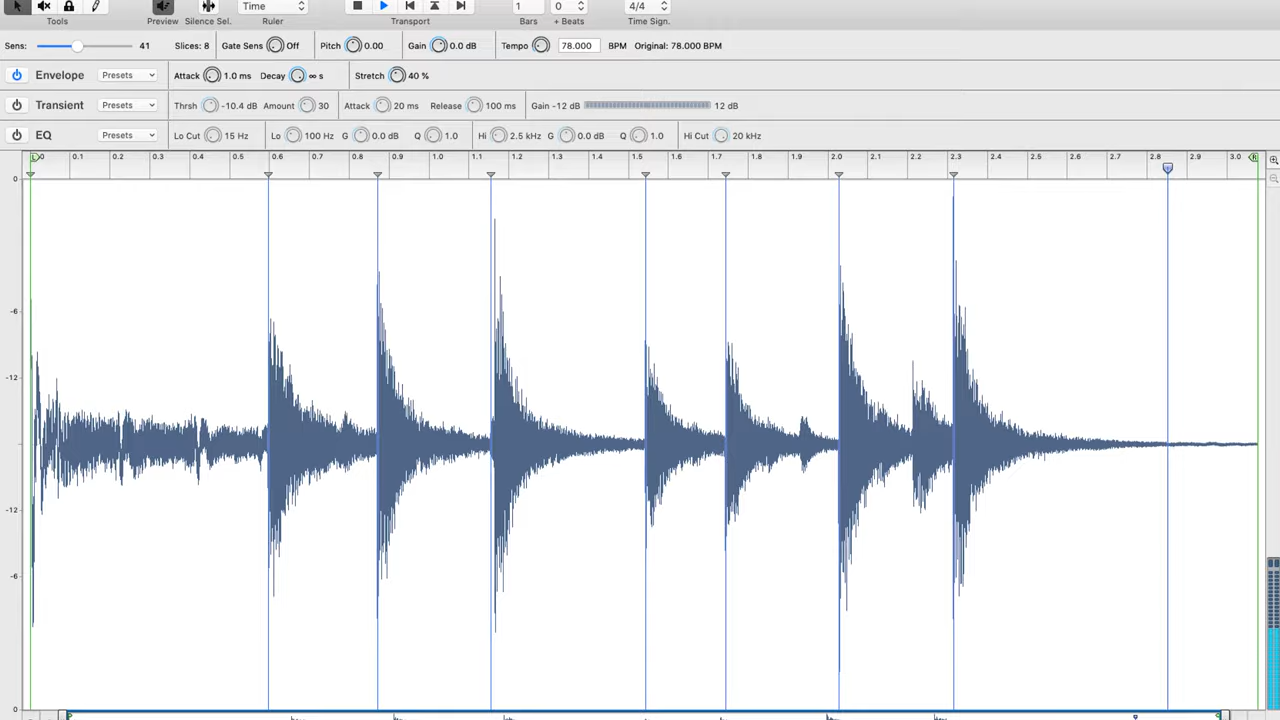 Time 1 0 4/4
Tools Preview Silence Sel. Ruler Transport Bars + Beats Time Sign.
Sens: 41 Slices: 8 Gate Sens Off Pitch 0.00 Gain 0.0 dB Tempo 78.000 BPM Original: 78.000 BPM
Envelope Presets Attack 1.0 ms Decay ∞ s Stretch 40 %
Transient Presets Thrsh -10.4 dB Amount 30 Attack 20 ms Release 100 ms Gain -12 dB 12 dB
EQ Presets Lo Cut 15 Hz Lo 100 Hz G 0.0 dB Q 1.0 Hi 2.5 kHz G 0.0 dB Q 1.0 Hi Cut 20 kHz
L 0 0.1 0.2 0.3 0.4 0.5 0.6 0.7 0.8 0.9 1.0 1.1 1.2 1.3 1.4 1.5 1.6 1.7 1.8 1.9 2.0 2.1 2.2 2.3 2.4 2.5 2.6 2.7 2.8 2.9 3.0 R
0
-6
-12
-12
-6
0